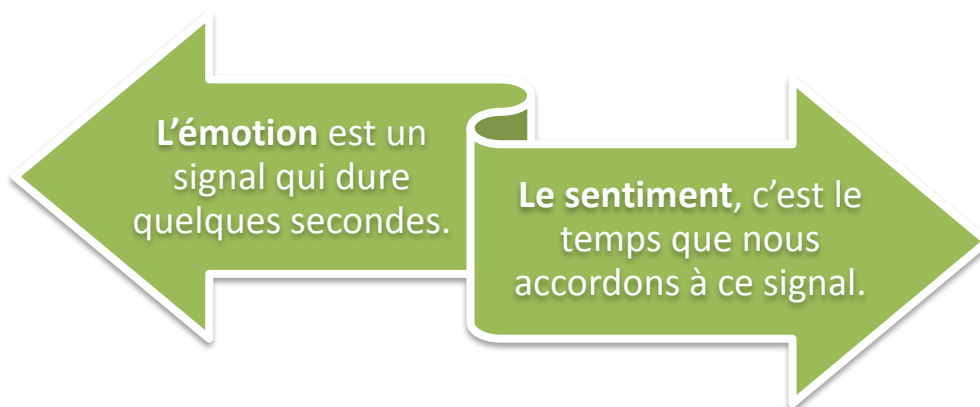 L’émotion est un
signal qui dure
quelques secondes.
Le sentiment, c’est le
temps que nous
accordons à ce signal.